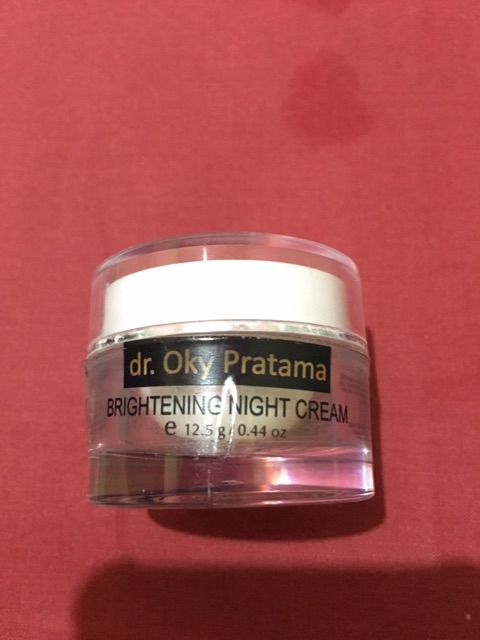 dr. Oky Pratama
BRIGHTENING NIGHT CREAM
e 12.5 g / 0.44 oz